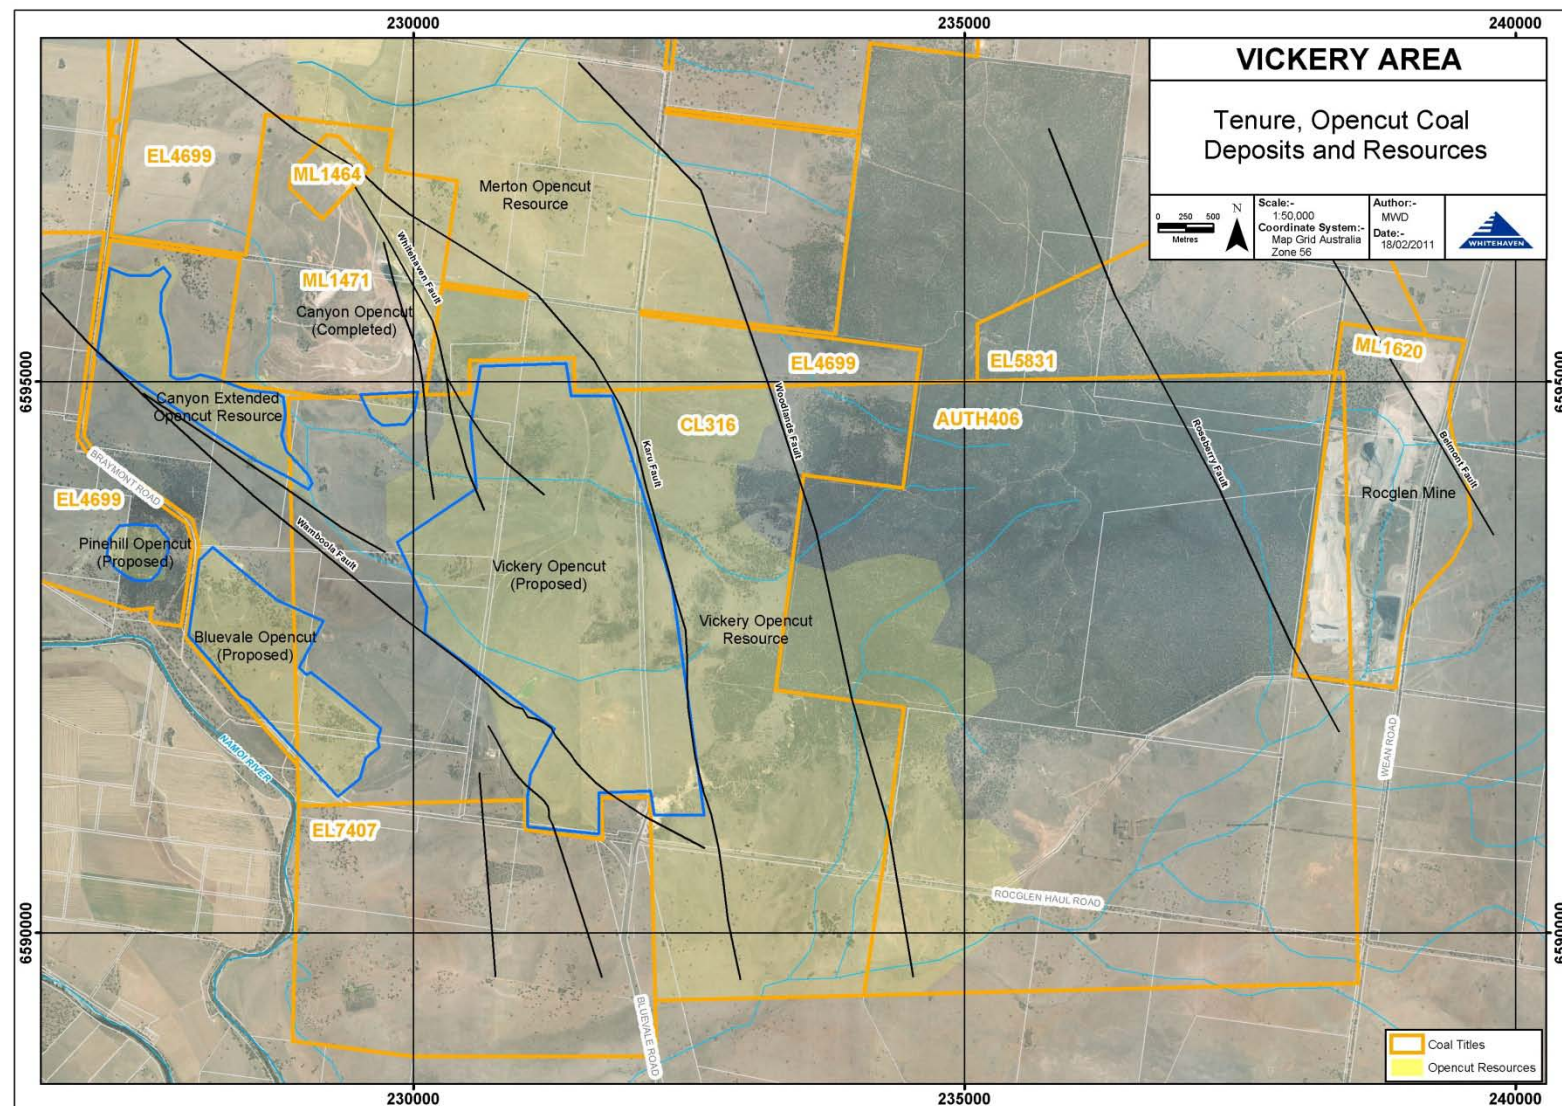 230000
235000
240000
VICKERY AREA
Tenure, Opencut Coal
Deposits and Resources
0 250 500
Metres
N
Scale:-
1:50,000
Coordinate System:-
Map Grid Australia
Zone 56
Author:-
MWD
Date:-
18/02/2011
WHITEHAVEN
EL4699
ML1464
Merton Opencut
Resource
Whitehaven Fault
ML1471
Canyon Opencut
(Completed)
EL4699
EL5831
ML1620
6595000
6595000
Canyon Extended
Opencut Resource
CL316
Woodlands Fault
AUTH406
Karu Fault
Roseberry Fault
Belmont Fault
BRAYMONT ROAD
EL4699
Rocglen Mine
Pinehill Opencut
(Proposed)
Wamboola Fault
Vickery Opencut
(Proposed)
Bluevale Opencut
(Proposed)
Vickery Opencut
Resource
NAMOI RIVER
WEAN ROAD
EL7407
ROCGLEN HAUL ROAD
6590000
6590000
BLUEVALE ROAD
Coal Titles
Opencut Resources
230000
235000
240000